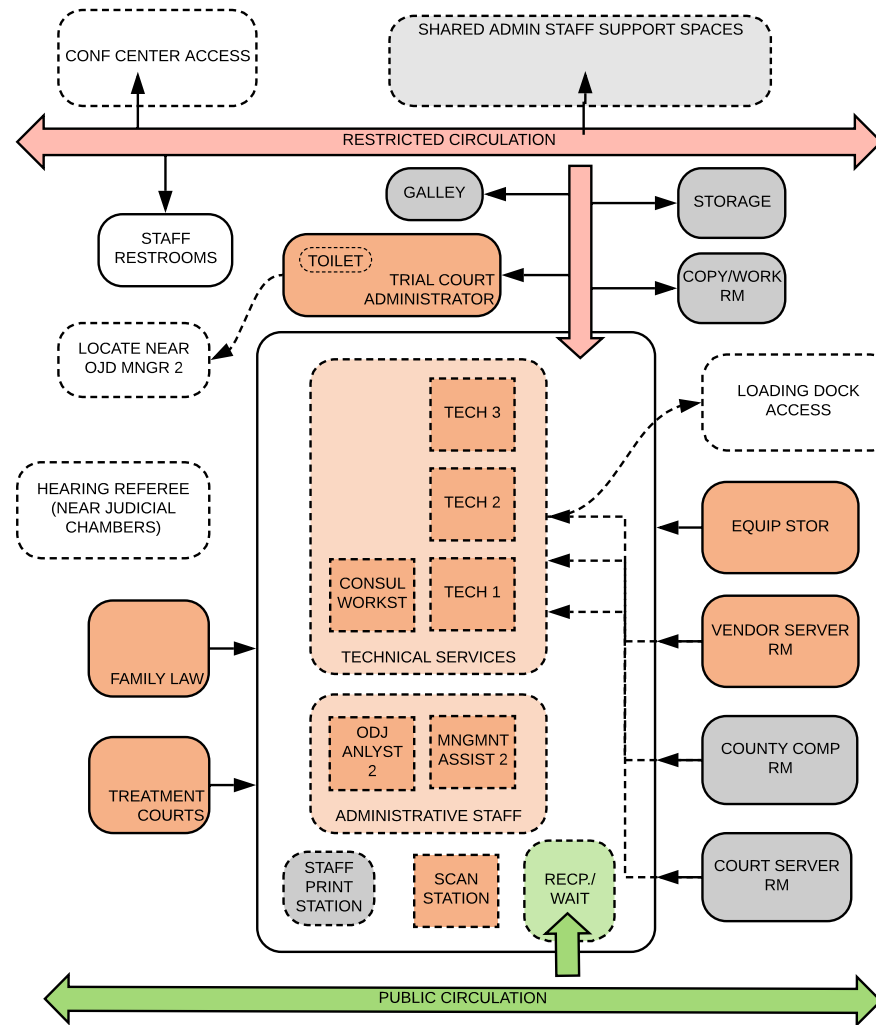 CONF CENTER ACCESS
SHARED ADMIN STAFF SUPPORT SPACES
RESTRICTED CIRCULATION
GALLEY
STORAGE
STAFF
RESTROOMS
TOILET
TRIAL COURT
ADMINISTRATOR
COPY/WORK
RM
LOCATE NEAR
OJD MNGR 2
TECH 3
LOADING DOCK
ACCESS
HEARING REFEREE
(NEAR JUDICIAL
CHAMBERS)
TECH 2
EQUIP STOR
CONSUL
WORKST
TECH 1
VENDOR SERVER
RM
TECHNICAL SERVICES
FAMILY LAW
ODJ
ANLYST
2
MNGMNT
ASSIST 2
COUNTY COMP
RM
TREATMENT
COURTS
ADMINISTRATIVE STAFF
STAFF
PRINT
STATION
SCAN
STATION
RECP./
WAIT
COURT SERVER
RM
PUBLIC CIRCULATION